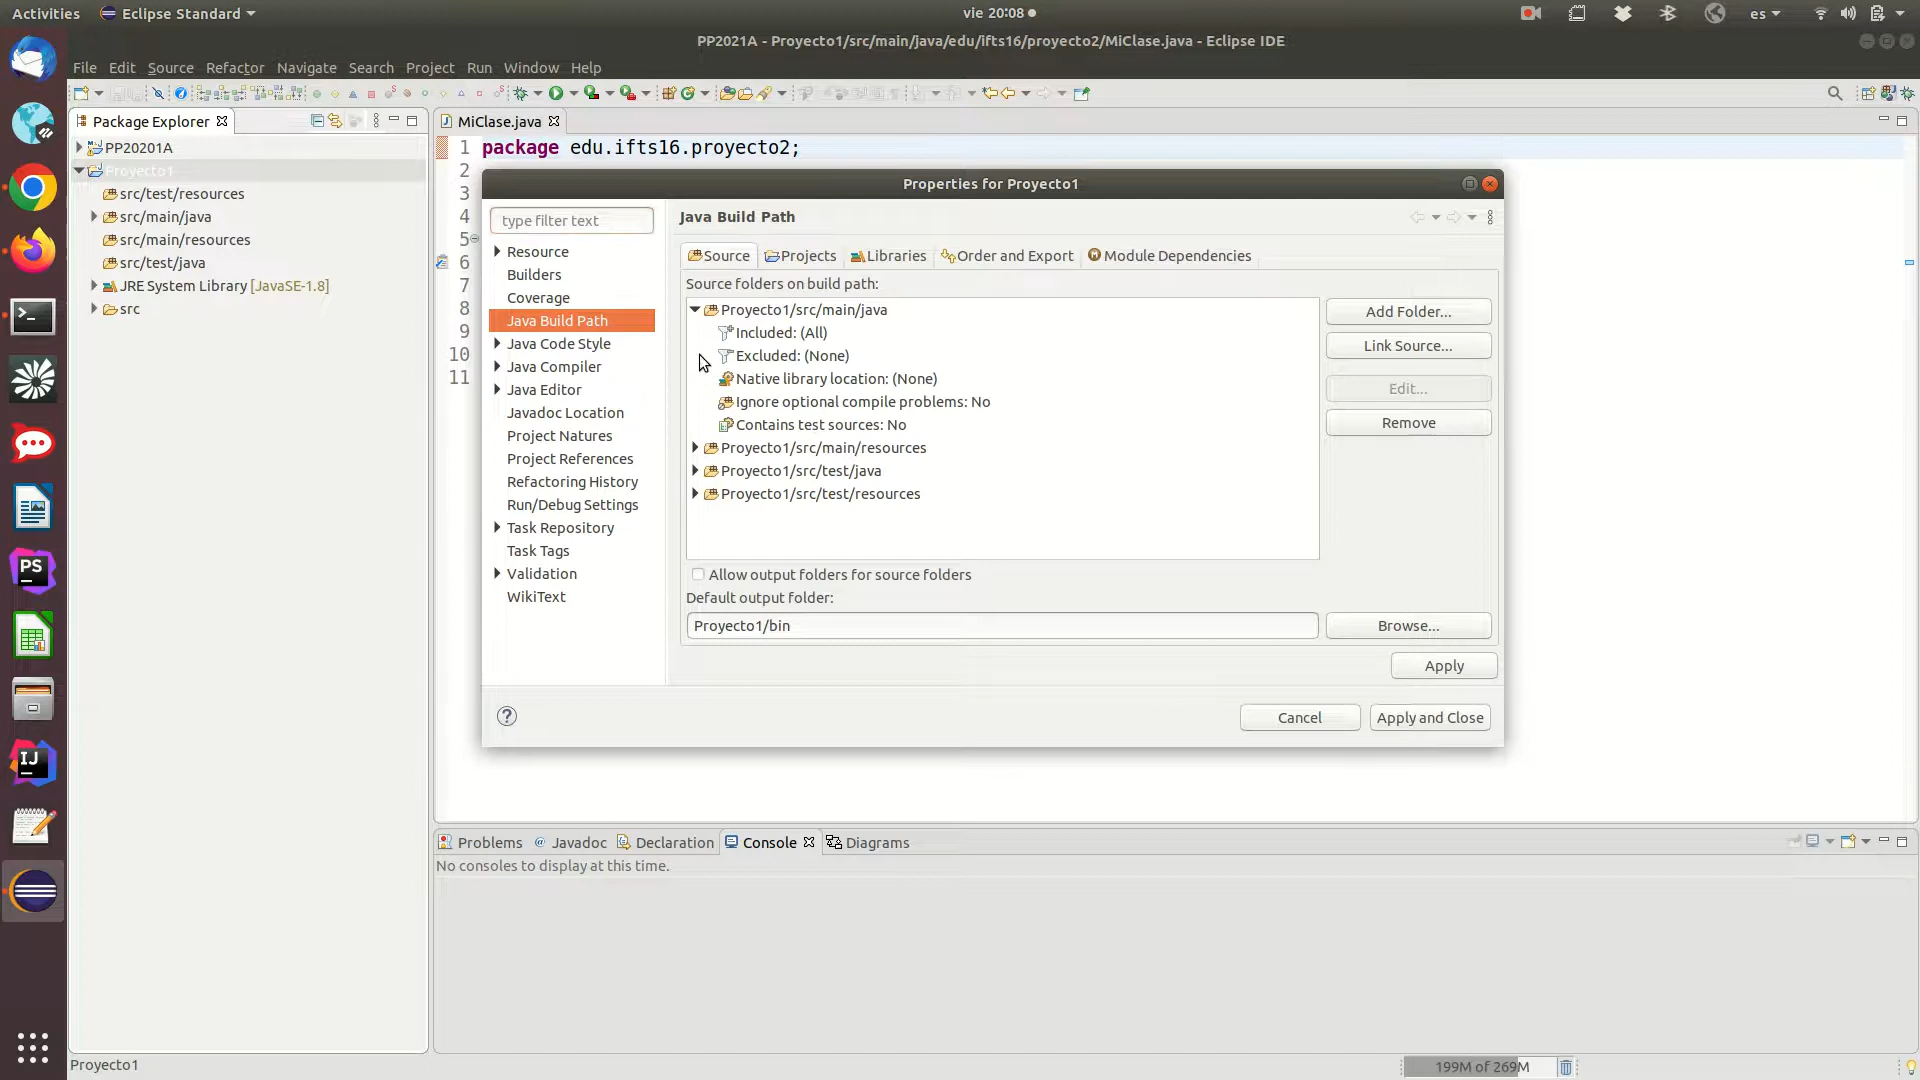 Activities Eclipse Standard vie 20:08 es
PP2021A - Proyecto1/src/main/java/edu/ifts16/proyecto2/MiClase.java - Eclipse IDE
File Edit Source Refactor Navigate Search Project Run Window Help
Package Explorer
PP20201A
Proyecto1
src/test/resources
src/main/java
src/main/resources
src/test/java
JRE System Library [JavaSE-1.8]
src
MiClase.java
1 package edu.ifts16.proyecto2;
2
3
4
5
6
7
8
9
10
11
Properties for Proyecto1
type filter text
Resource
Builders
Coverage
Java Build Path
Java Code Style
Java Compiler
Java Editor
Javadoc Location
Project Natures
Project References
Refactoring History
Run/Debug Settings
Task Repository
Task Tags
Validation
WikiText
Java Build Path
Source Projects Libraries Order and Export Module Dependencies
Source folders on build path:
Proyecto1/src/main/java
Included: (All)
Excluded: (None)
Native library location: (None)
Ignore optional compile problems: No
Contains test sources: No
Proyecto1/src/main/resources
Proyecto1/src/test/java
Proyecto1/src/test/resources
Add Folder...
Link Source...
Edit...
Remove
Allow output folders for source folders
Default output folder:
Proyecto1/bin
Browse...
Apply
Cancel Apply and Close
Problems Javadoc Declaration Console Diagrams
No consoles to display at this time.
Proyecto1
199M of 269M
PS
IJ